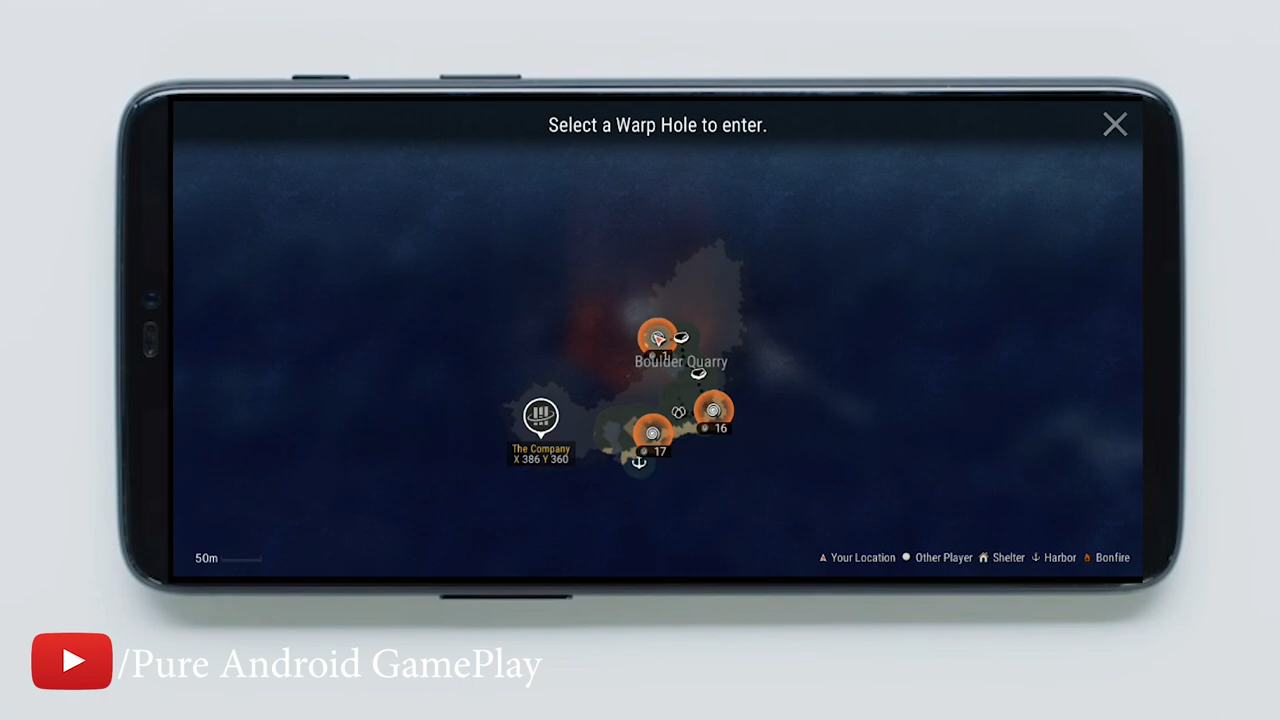 Select a Warp Hole to enter.
1
Boulder Quarry
16
17
The Company
X 386 Y 360
50m
Your Location Other Player Shelter Harbor Bonfire
/Pure Android GamePlay